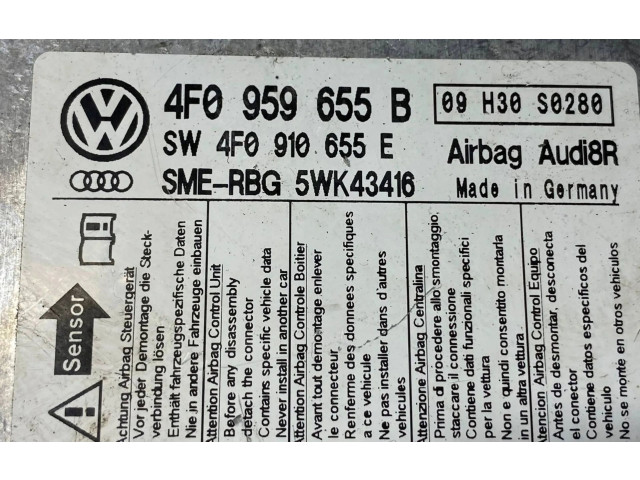 4F0 959 655 B
09 H30 S0280
SW 4F0 910 655 E
Airbag Audi8R
SME-RBG 5WK43416
Made in Germany
Sensor
Achtung Airbag Steuergerät
Vor jeder Demontage die Steck-
verbindung lösen
Enthält fahrzeugspezifische Daten
Nie in andere Fahrzeuge einbauen
Attention Airbag Control Unit
Before any disassembly
detach the connector
Contains specific vehicle data
Never install in another car
Attention Airbag Controle Boitier
Avant tout demontage enlever
le connecteur,
Renferme des donnees specifiques
a ce vehicule
Ne pas installer dans d'autres
vehicules
Attenzione Airbag Centralina
Prima di procedere allo smontaggio,
staccare il connessione
Contiene dati funzionali specifici
per la vettura
Non e quindi consentito montarla
in un altra vettura
Atencion Airbag Control Equipo
Antes de desmontar, desconecta
el conector
Contiene datos especificos del
vehiculo
No montar en otros vehiculos